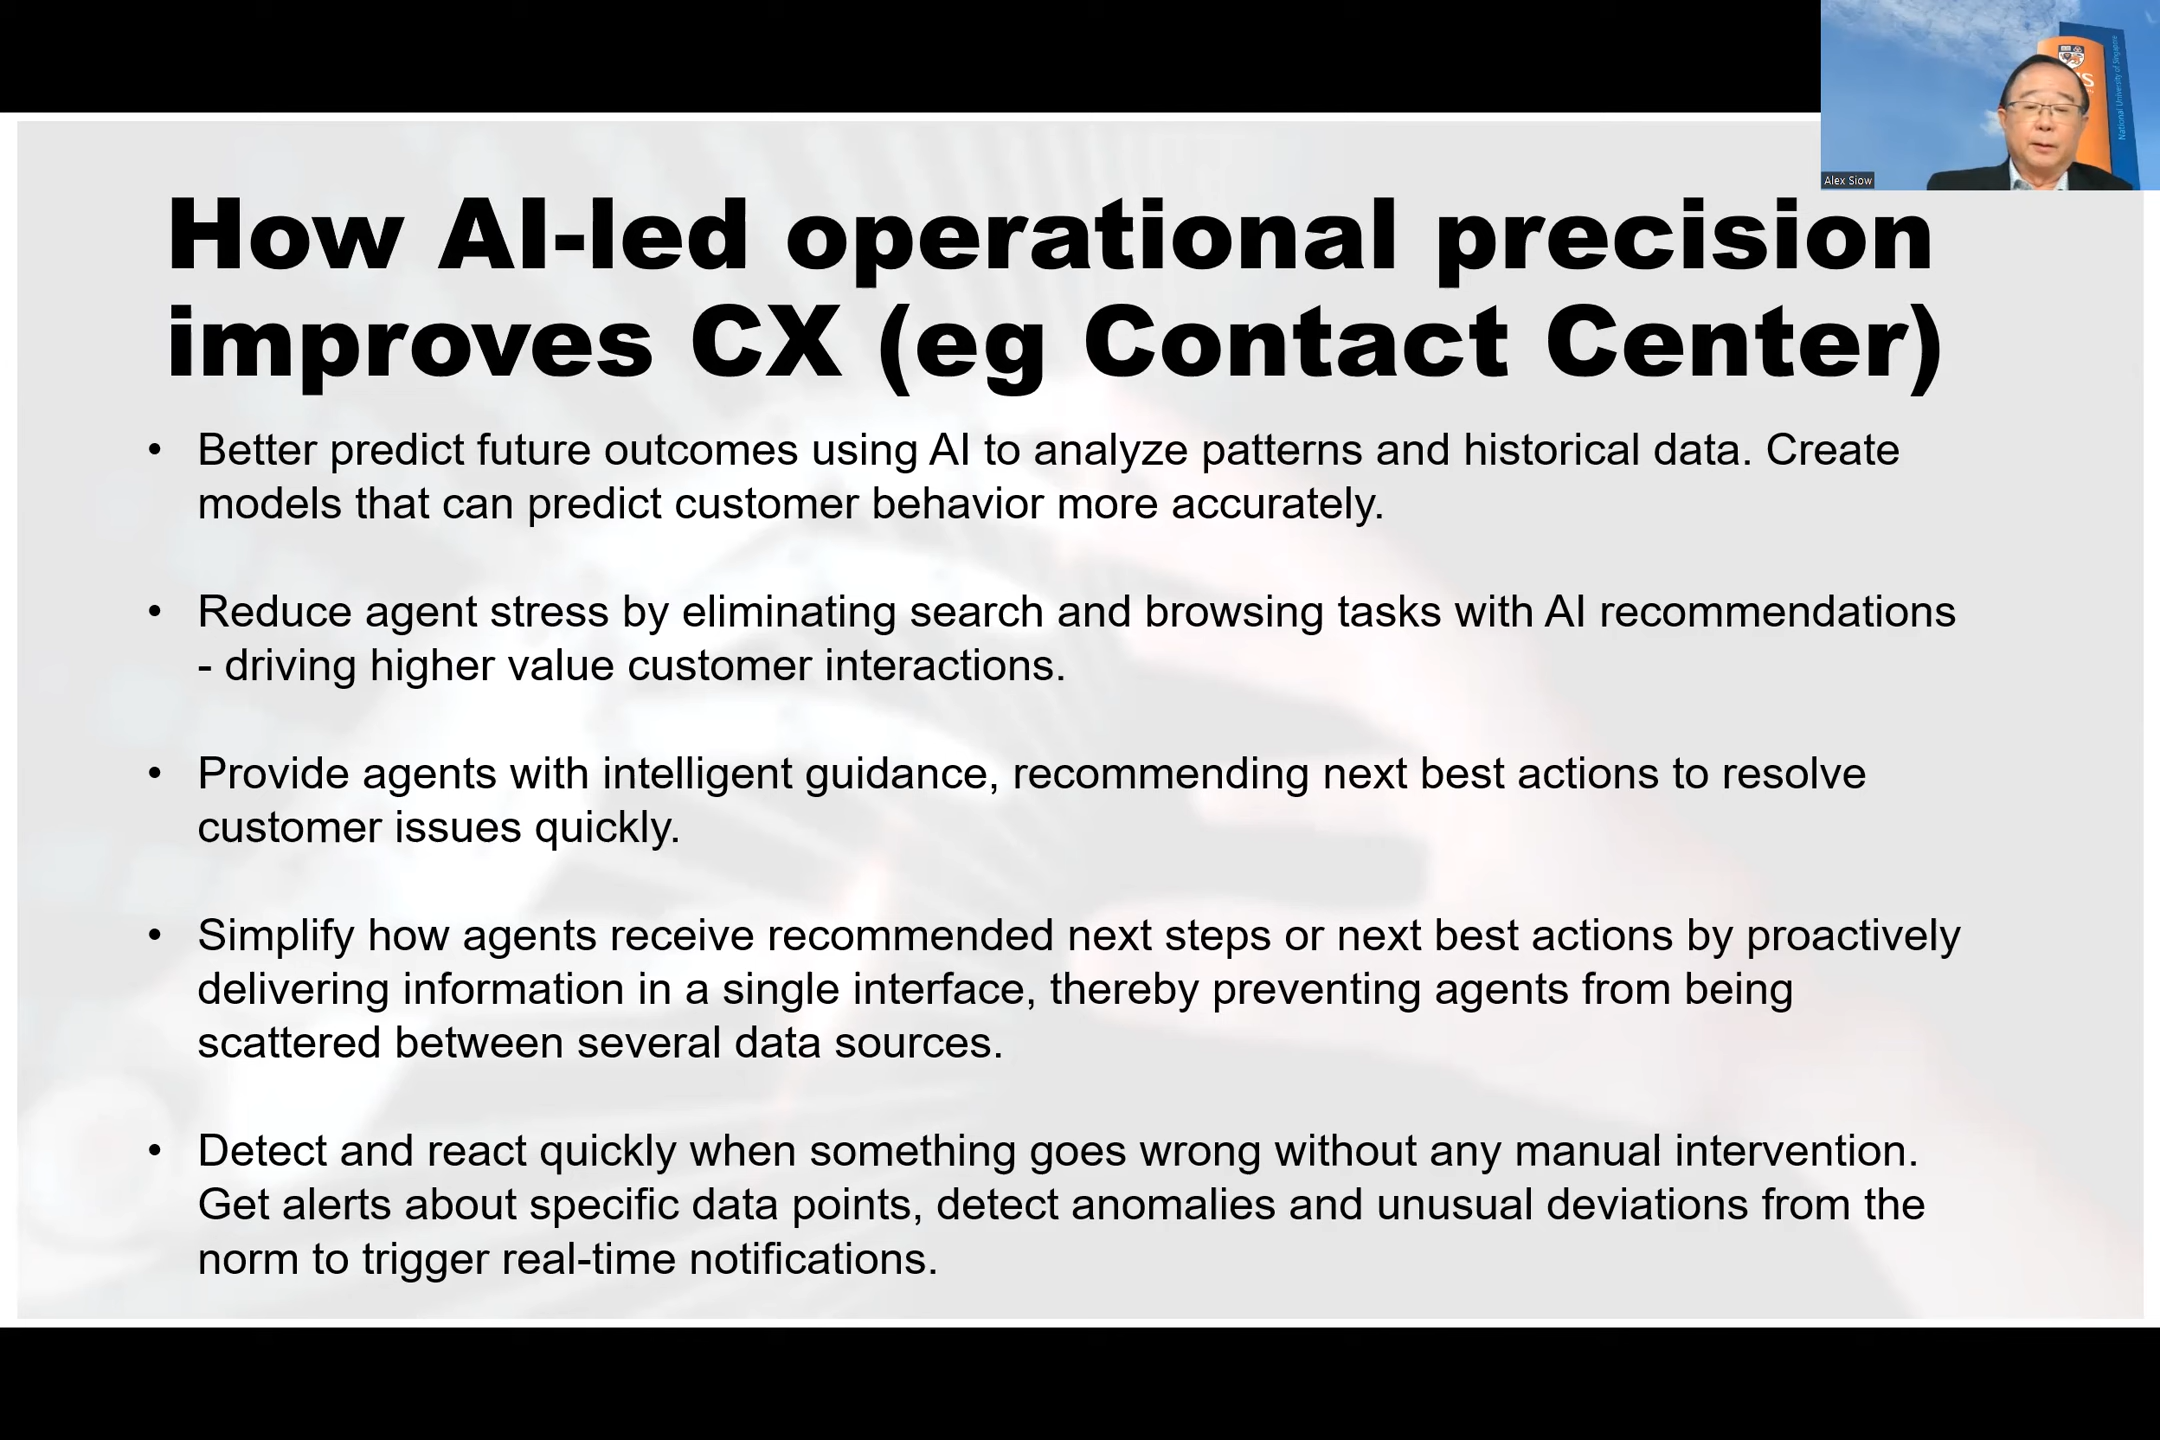 How AI-led operational precision
improves CX (eg Contact Center)
• Better predict future outcomes using AI to analyze patterns and historical data. Create
models that can predict customer behavior more accurately.
• Reduce agent stress by eliminating search and browsing tasks with AI recommendations
- driving higher value customer interactions.
• Provide agents with intelligent guidance, recommending next best actions to resolve
customer issues quickly.
• Simplify how agents receive recommended next steps or next best actions by proactively
delivering information in a single interface, thereby preventing agents from being
scattered between several data sources.
• Detect and react quickly when something goes wrong without any manual intervention.
Get alerts about specific data points, detect anomalies and unusual deviations from the
norm to trigger real-time notifications.
National University of Singapore
Alex Siow